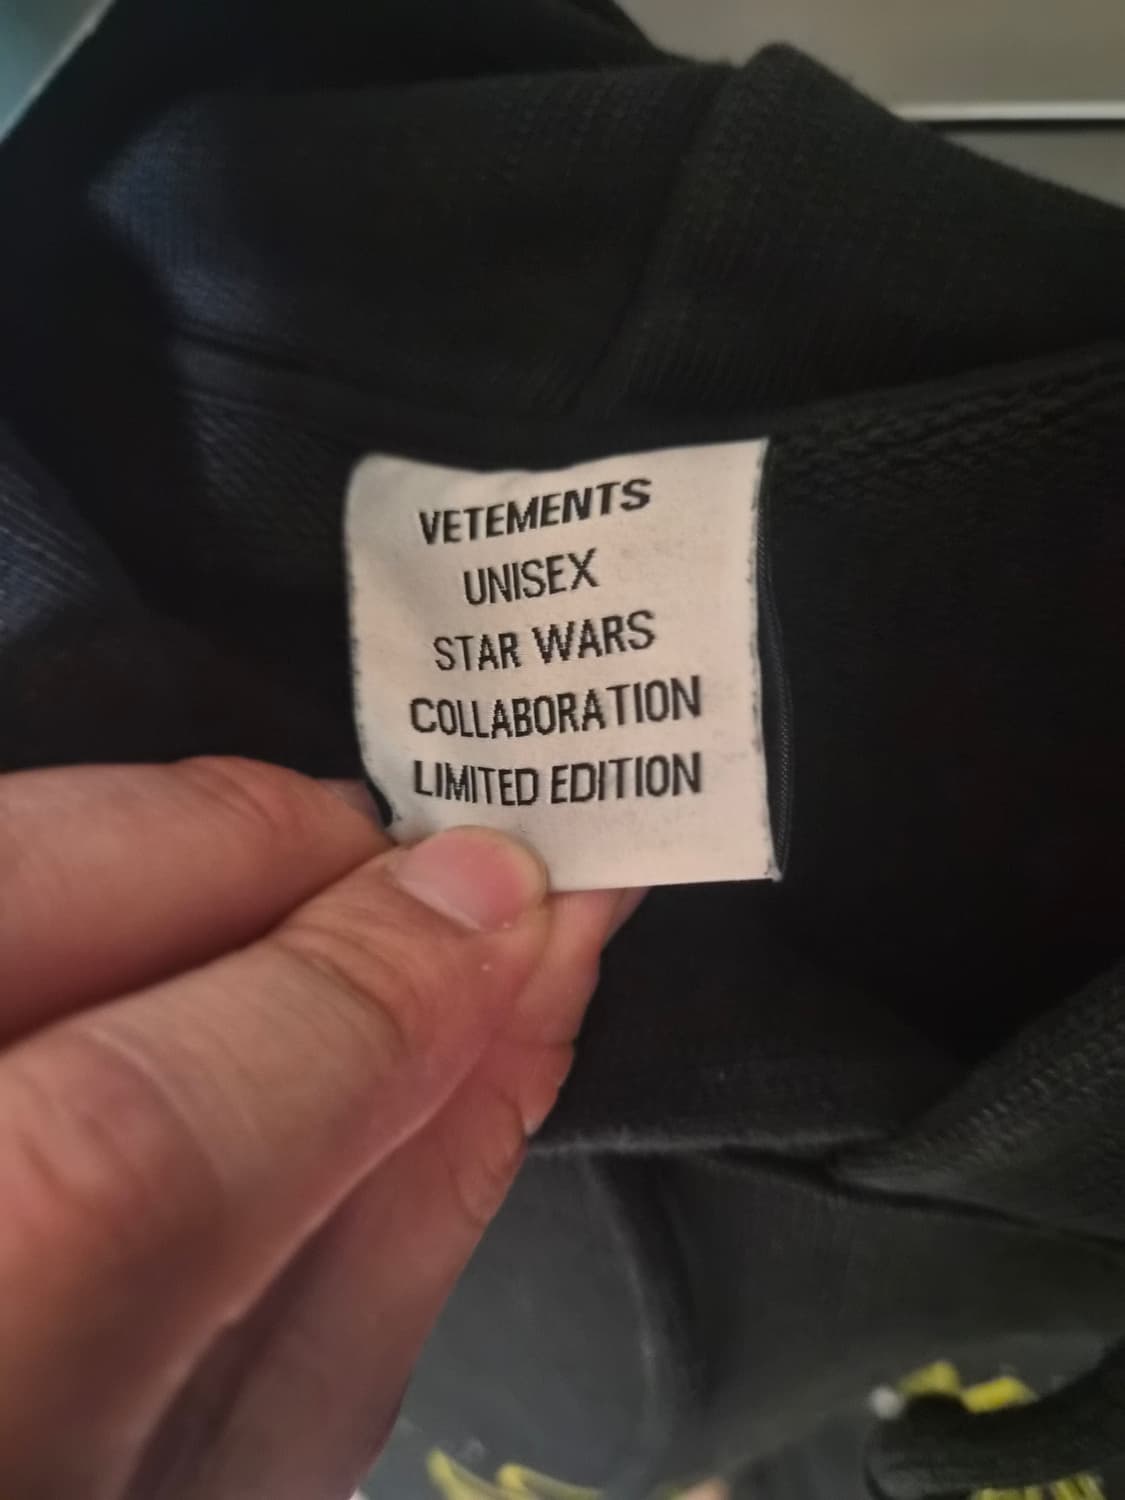 VETEMENTS
UNISEX
STAR WARS
COLLABORATION
LIMITED EDITION